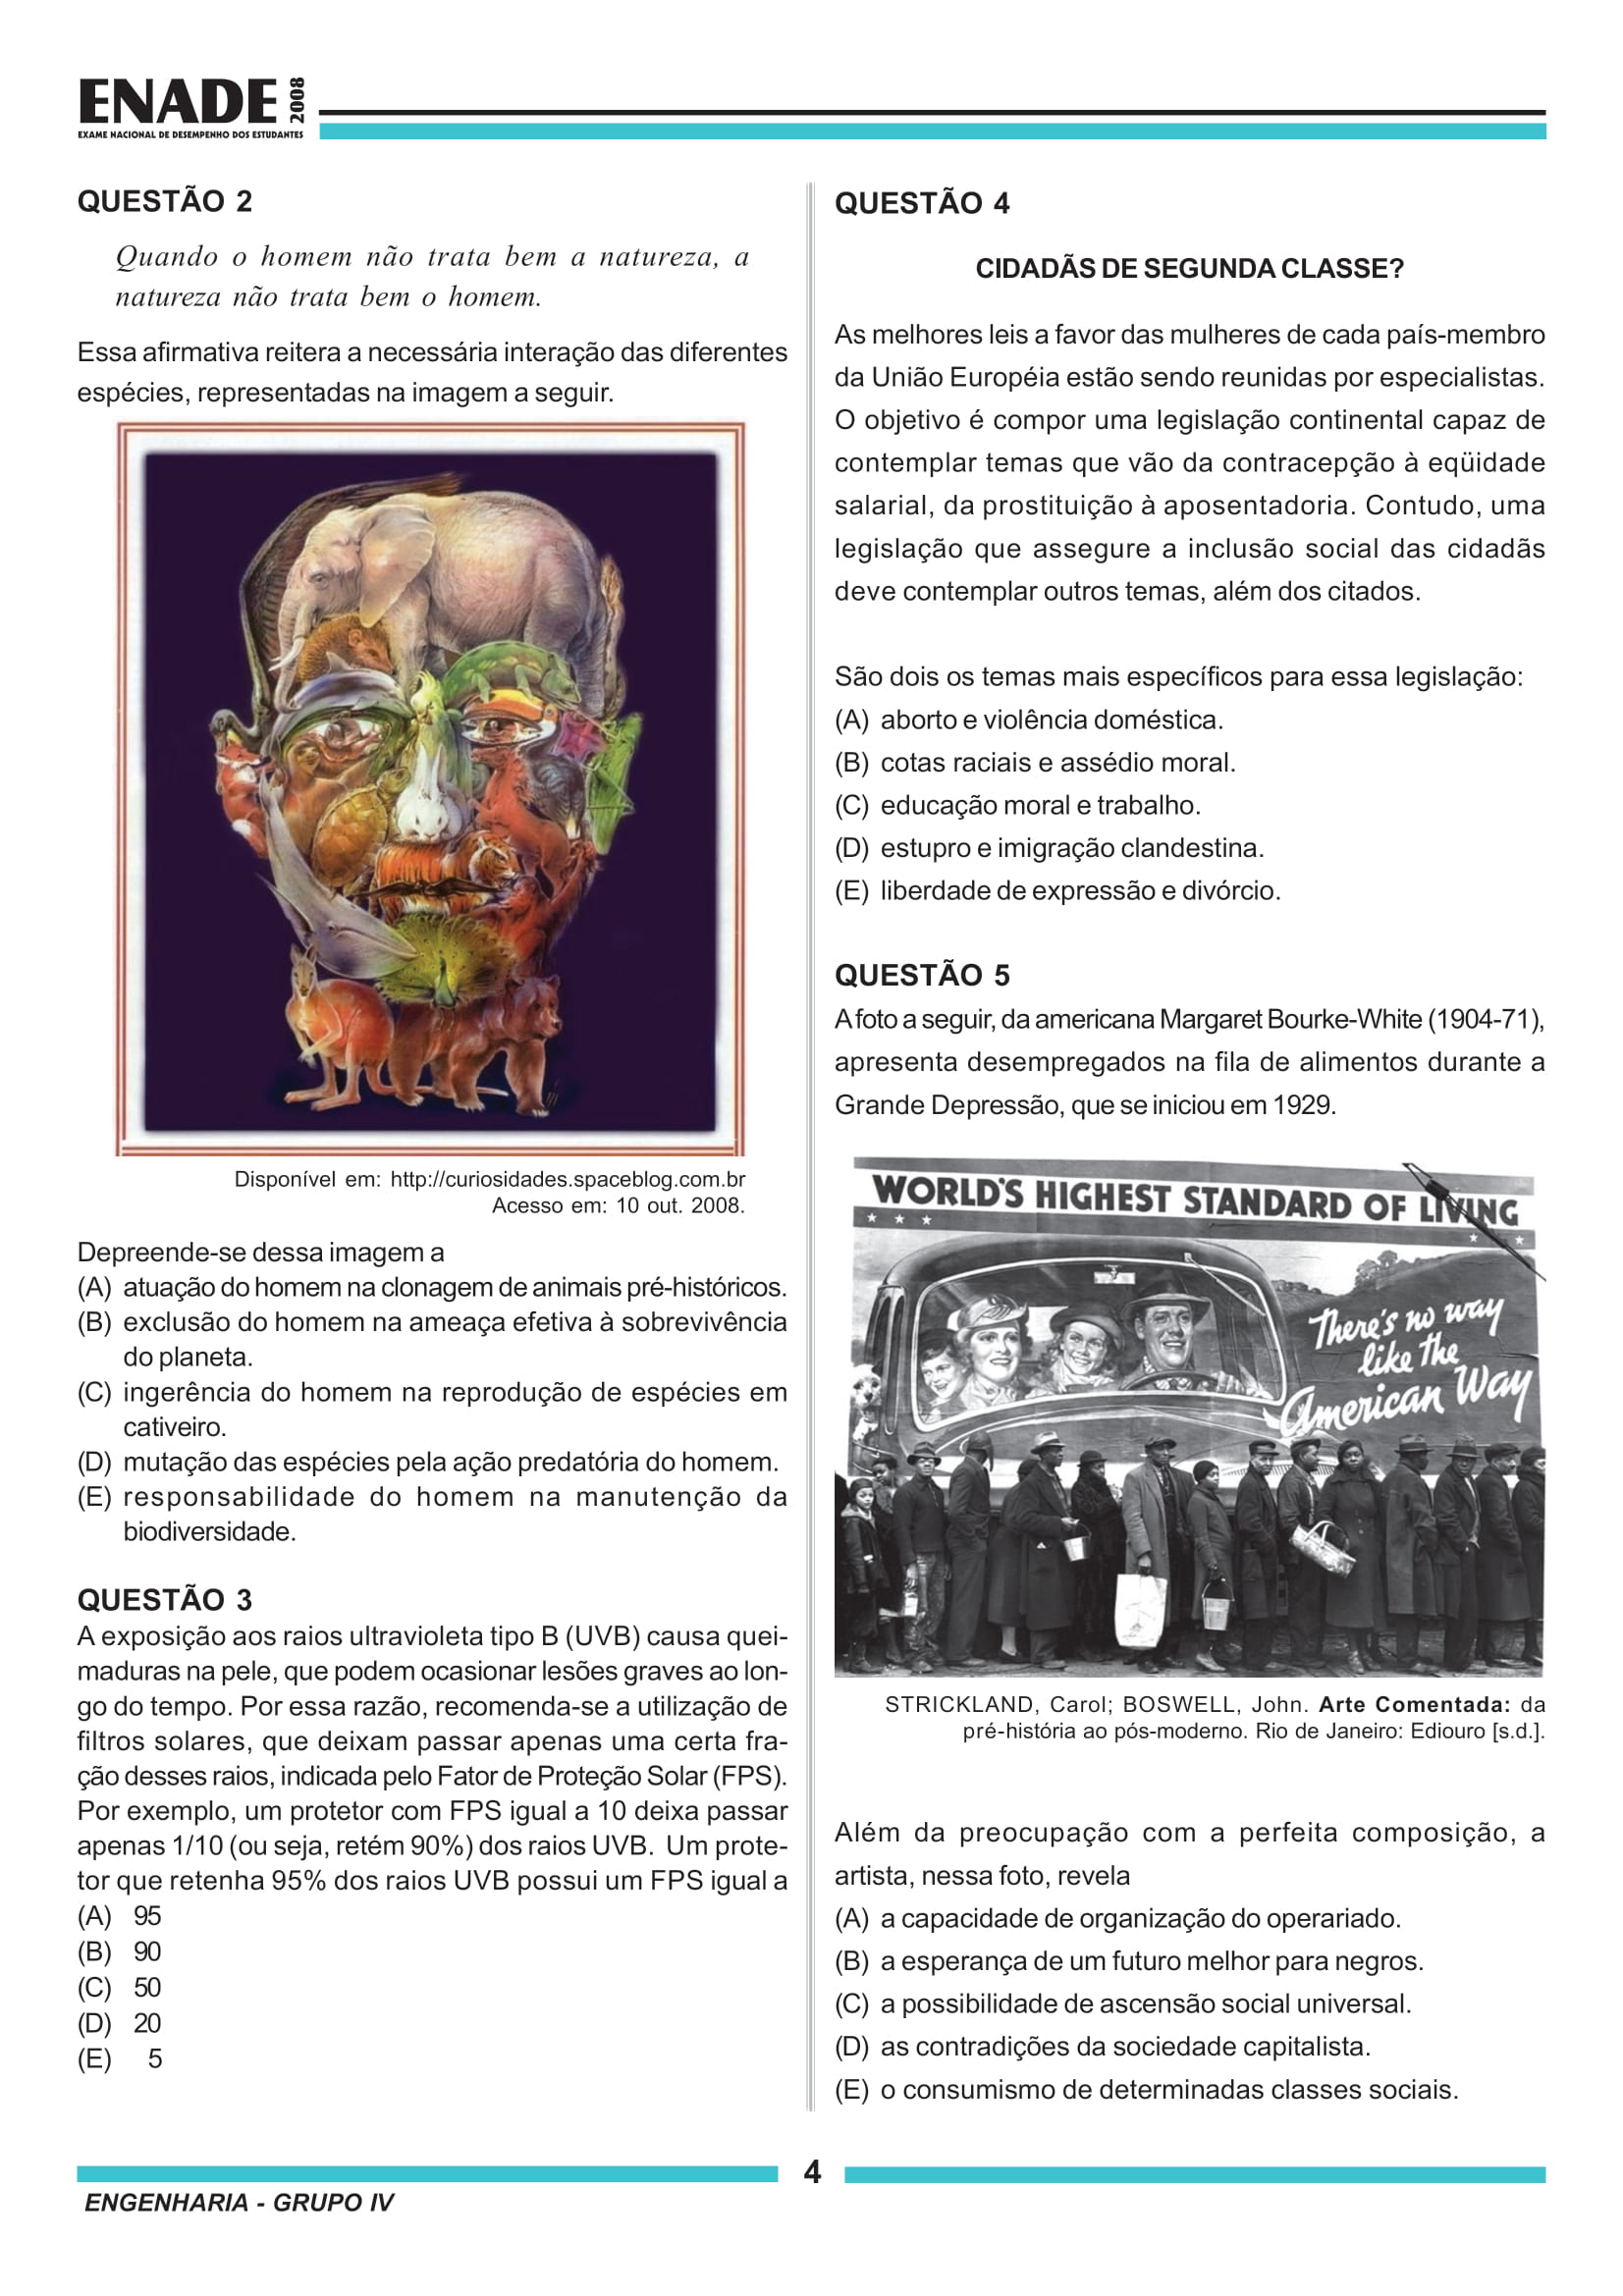 ENADE 2008
EXAME NACIONAL DE DESEMPENHO DOS ESTUDANTES
QUESTÃO 2
Quando o homem não trata bem a natureza, a
natureza não trata bem o homem.
Essa afirmativa reitera a necessária interação das diferentes
espécies, representadas na imagem a seguir.
Disponível em: http://curiosidades.spaceblog.com.br
Acesso em: 10 out. 2008.
Depreende-se dessa imagem a
(A) atuação do homem na clonagem de animais pré-históricos.
(B) exclusão do homem na ameaça efetiva à sobrevivência
do planeta.
(C) ingerência do homem na reprodução de espécies em
cativeiro.
(D) mutação das espécies pela ação predatória do homem.
(E) responsabilidade do homem na manutenção da
biodiversidade.
QUESTÃO 3
A exposição aos raios ultravioleta tipo B (UVB) causa quei-
maduras na pele, que podem ocasionar lesões graves ao lon-
go do tempo. Por essa razão, recomenda-se a utilização de
filtros solares, que deixam passar apenas uma certa fra-
ção desses raios, indicada pelo Fator de Proteção Solar (FPS).
Por exemplo, um protetor com FPS igual a 10 deixa passar
apenas 1/10 (ou seja, retém 90%) dos raios UVB. Um prote-
tor que retenha 95% dos raios UVB possui um FPS igual a
(A) 95
(B) 90
(C) 50
(D) 20
(E) 5
QUESTÃO 4
CIDADÃS DE SEGUNDA CLASSE?
As melhores leis a favor das mulheres de cada país-membro
da União Européia estão sendo reunidas por especialistas.
O objetivo é compor uma legislação continental capaz de
contemplar temas que vão da contracepção à eqüidade
salarial, da prostituição à aposentadoria. Contudo, uma
legislação que assegure a inclusão social das cidadãs
deve contemplar outros temas, além dos citados.
São dois os temas mais específicos para essa legislação:
(A) aborto e violência doméstica.
(B) cotas raciais e assédio moral.
(C) educação moral e trabalho.
(D) estupro e imigração clandestina.
(E) liberdade de expressão e divórcio.
QUESTÃO 5
A foto a seguir, da americana Margaret Bourke-White (1904-71),
apresenta desempregados na fila de alimentos durante a
Grande Depressão, que se iniciou em 1929.
WORLD'S HIGHEST STANDARD OF LIVING
There's no way
like the
American Way
STRICKLAND, Carol; BOSWELL, John. Arte Comentada: da
pré-história ao pós-moderno. Rio de Janeiro: Ediouro [s.d.].
Além da preocupação com a perfeita composição, a
artista, nessa foto, revela
(A) a capacidade de organização do operariado.
(B) a esperança de um futuro melhor para negros.
(C) a possibilidade de ascensão social universal.
(D) as contradições da sociedade capitalista.
(E) o consumismo de determinadas classes sociais.
4
ENGENHARIA - GRUPO IV